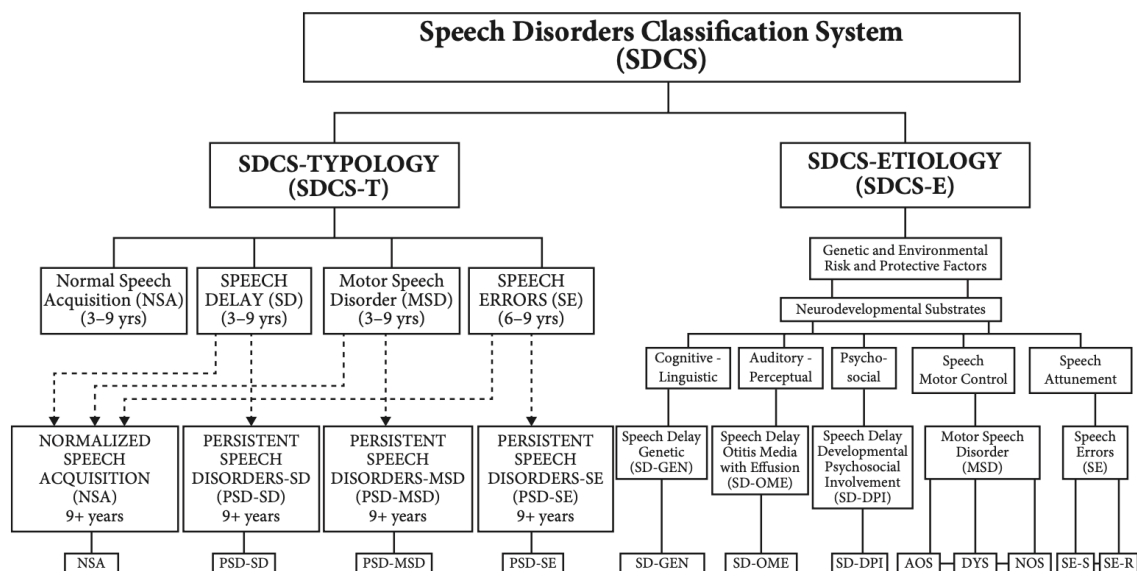 Speech Disorders Classification System
(SDCS)
SDCS-TYPOLOGY
(SDCS-T)
SDCS-ETIOLOGY
(SDCS-E)
Genetic and Environmental
Risk and Protective Factors
Neurodevelopmental Substrates
Normal Speech
Acquisition (NSA)
(3–9 yrs)
SPEECH
DELAY (SD)
(3–9 yrs)
Motor Speech
Disorder (MSD)
(3–9 yrs)
SPEECH
ERRORS (SE)
(6–9 yrs)
Cognitive -
Linguistic
Auditory -
Perceptual
Psycho-
social
Speech
Motor Control
Speech
Attunement
NORMALIZED
SPEECH
ACQUISITION
(NSA)
9+ years
PERSISTENT
SPEECH
DISORDERS-SD
(PSD-SD)
9+ years
PERSISTENT
SPEECH
DISORDERS-MSD
(PSD-MSD)
9+ years
PERSISTENT
SPEECH
DISORDERS-SE
(PSD-SE)
9+ years
Speech Delay
Genetic
(SD-GEN)
Speech Delay
Otitis Media
with Effusion
(SD-OME)
Speech Delay
Developmental
Psychosocial
Involvement
(SD-DPI)
Motor Speech
Disorder
(MSD)
Speech
Errors
(SE)
NSA
PSD-SD
PSD-MSD
PSD-SE
SD-GEN
SD-OME
SD-DPI
AOS
DYS
NOS
SE-S
SE-R